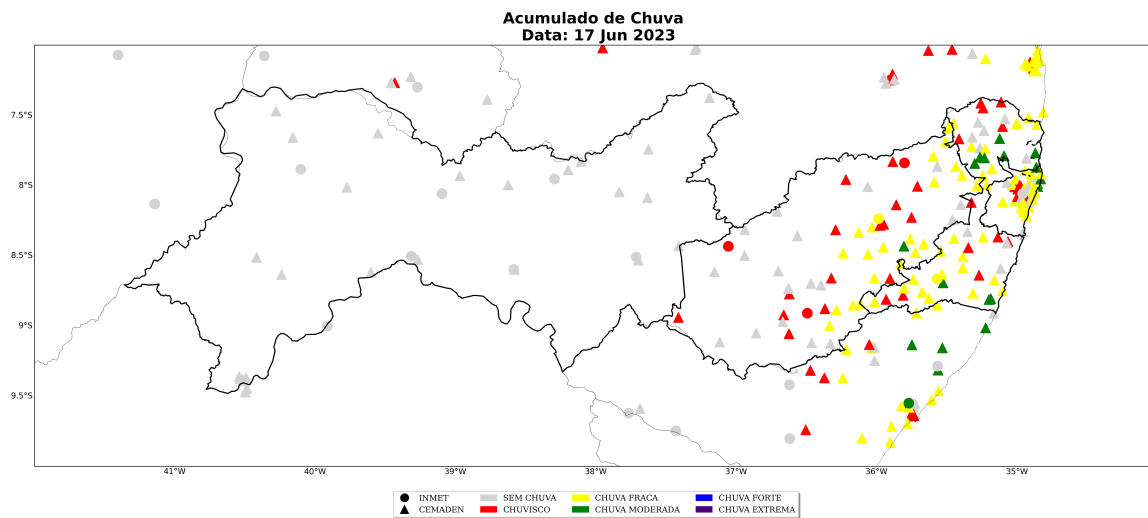 Acumulado de Chuva
Data: 17 Jun 2023
7.5°S
8°S
8.5°S
9°S
9.5°S
41°W 40°W 39°W 38°W 37°W 36°W 35°W
INMET SEM CHUVA CHUVA FRACA CHUVA FORTE
CEMADEN CHUVISCO CHUVA MODERADA CHUVA EXTREMA